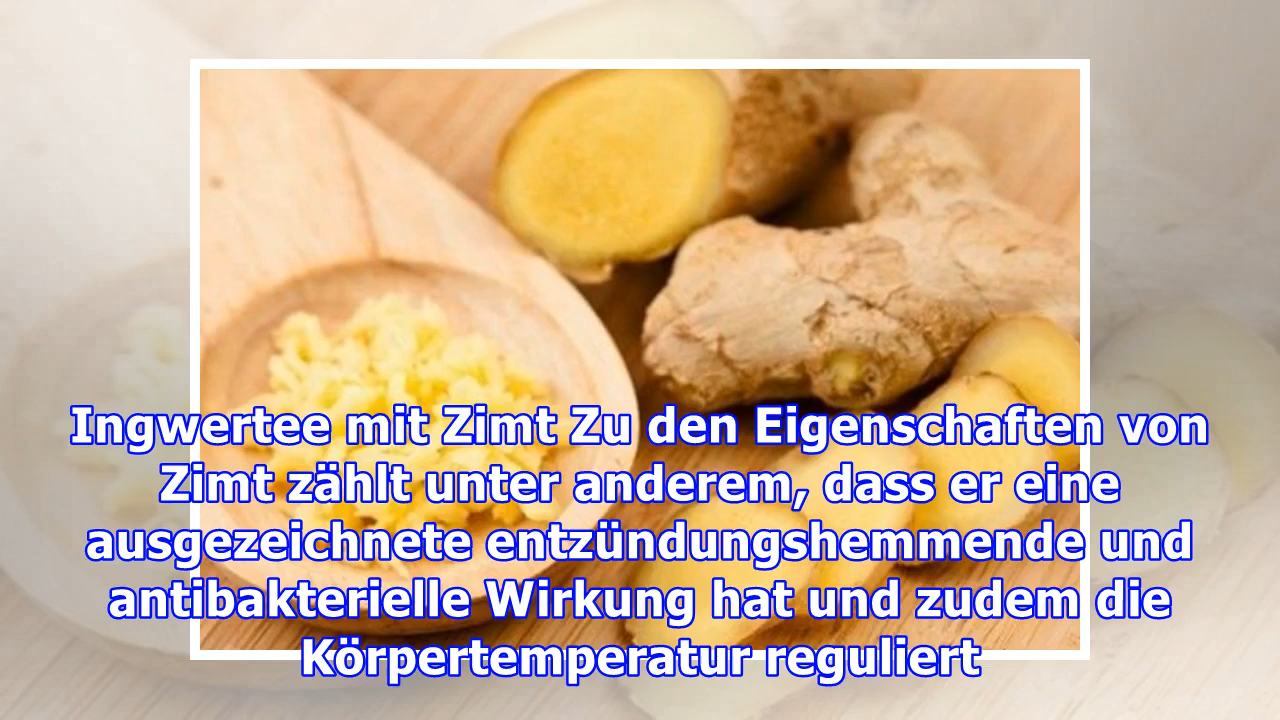 Ingwertee mit Zimt Zu den Eigenschaften von
Zimt zählt unter anderem, dass er eine
ausgezeichnete entzündungshemmende und
antibakterielle Wirkung hat und zudem die
Körpertemperatur reguliert